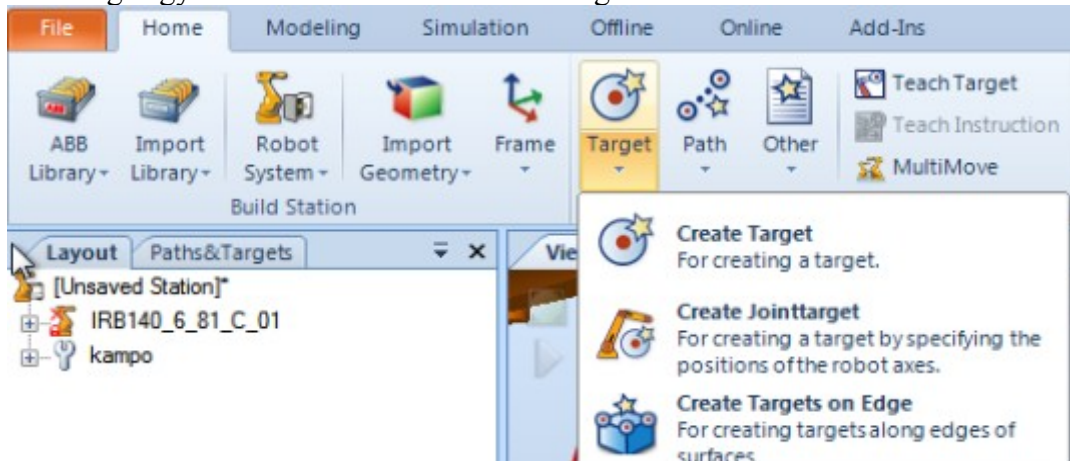 File Home Modeling Simulation Offline Online Add-Ins
ABB Library
Import Library
Robot System
Import Geometry
Frame
Target
Path
Other
Teach Target
Teach Instruction
MultiMove
Build Station
Layout Paths&Targets
[Unsaved Station]*
IRB140_6_81_C_01
kampo
Create Target
For creating a target.
Create Jointtarget
For creating a target by specifying the
positions of the robot axes.
Create Targets on Edge
For creating targets along edges of
surfaces.